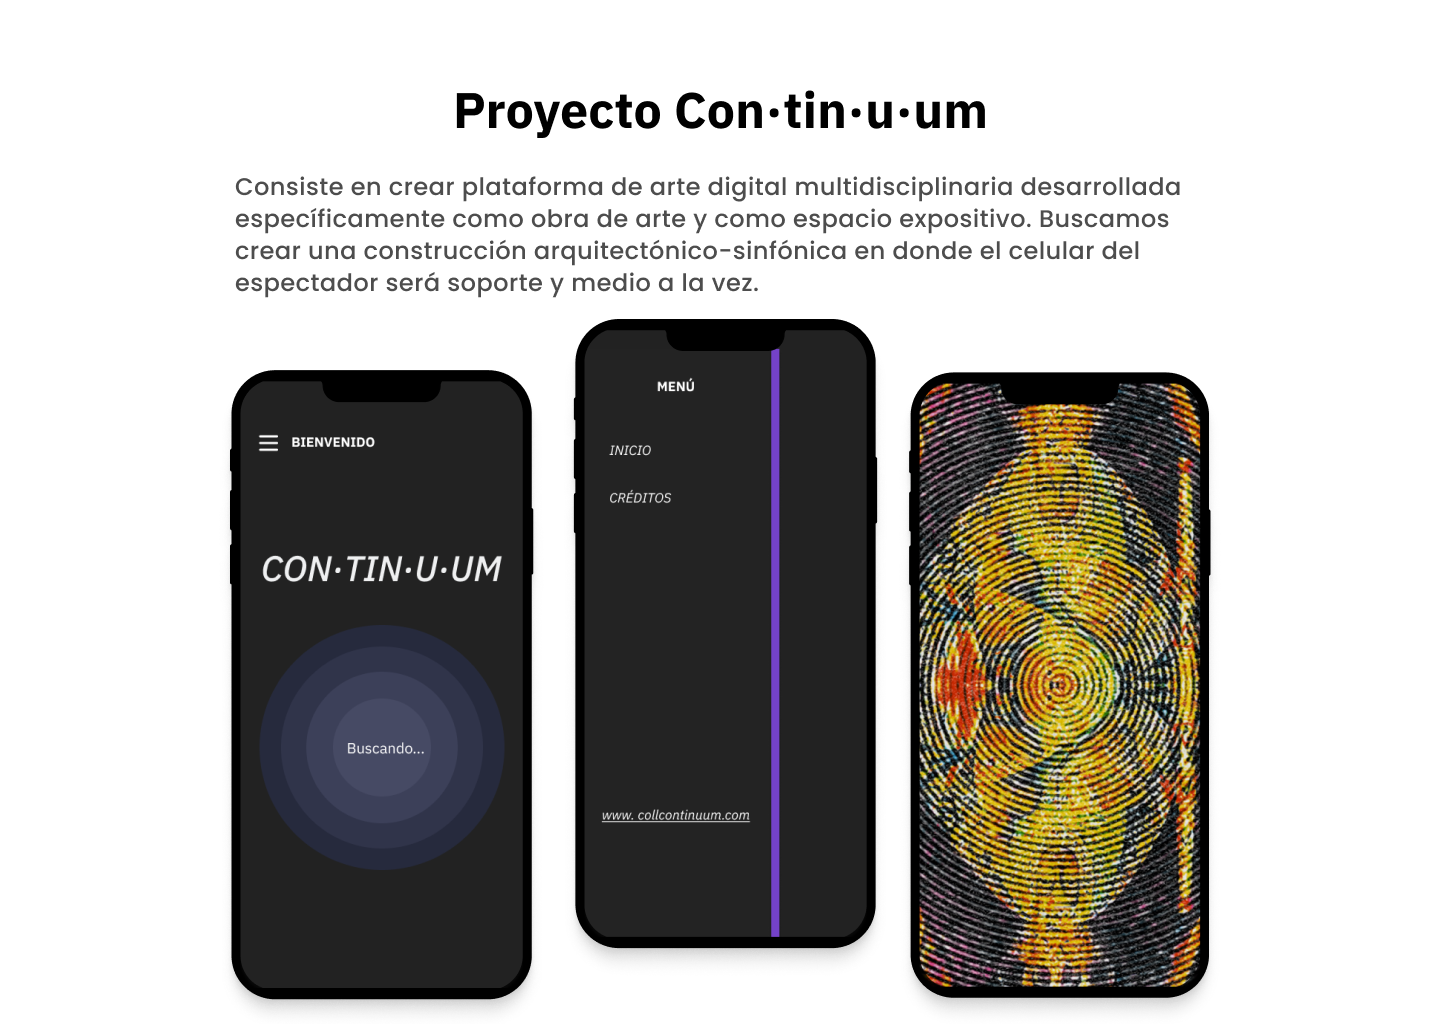 Proyecto Con·tin·u·um
Consiste en crear plataforma de arte digital multidisciplinaria desarrollada
específicamente como obra de arte y como espacio expositivo. Buscamos
crear una construcción arquitectónico-sinfónica en donde el celular del
espectador será soporte y medio a la vez.
BIENVENIDO
CON·TIN·U·UM
Buscando...
MENÚ
INICIO
CRÉDITOS
www. collcontinuum.com